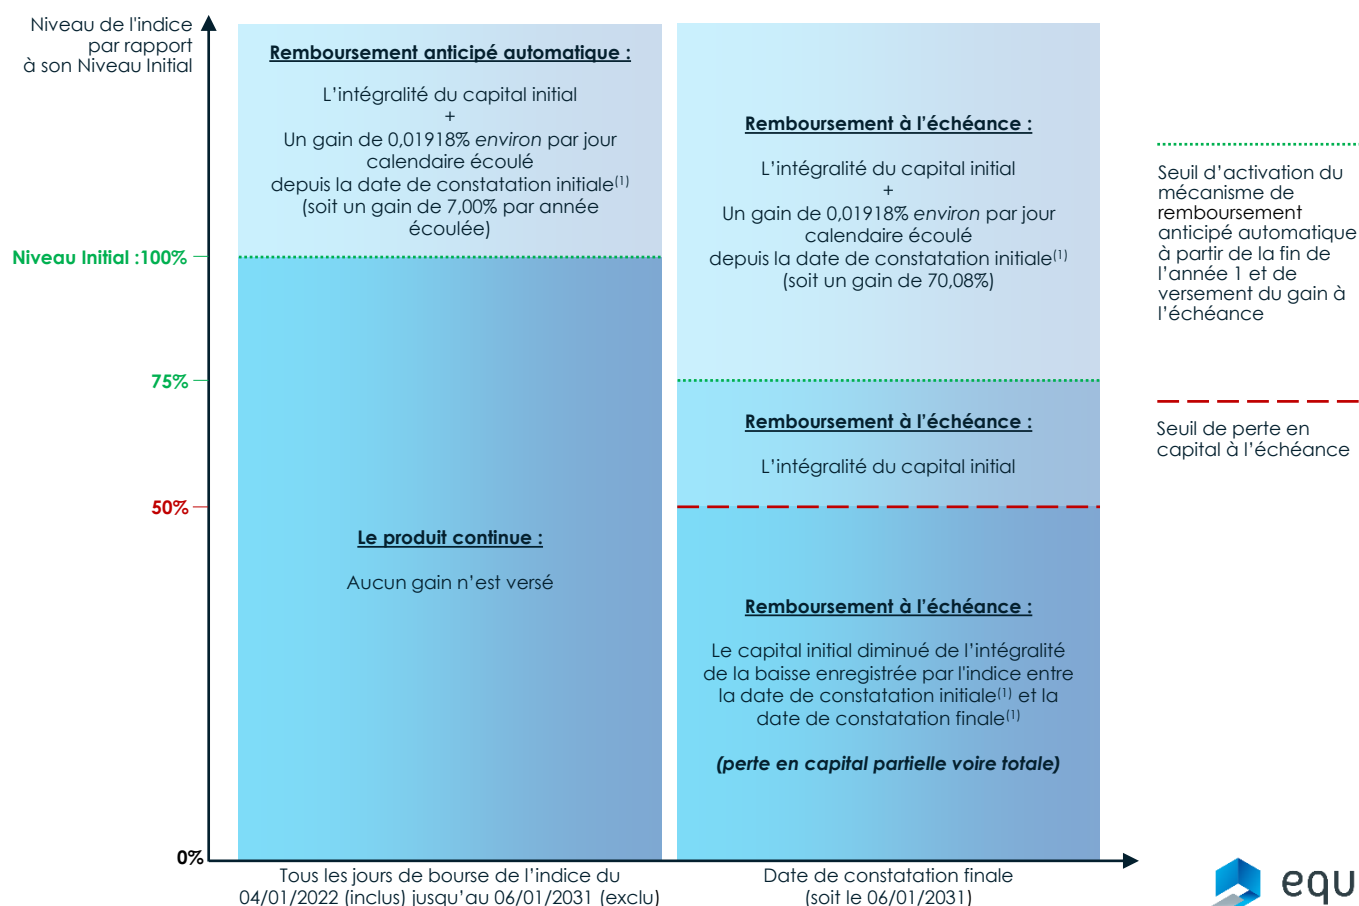 Niveau de l'indice
par rapport
à son Niveau Initial
Remboursement anticipé automatique :
L'intégralité du capital initial
+
Un gain de 0,01918% environ par jour
calendaire écoulé
depuis la date de constatation initiale(1)
(soit un gain de 7,00% par année
écoulée)
Niveau Initial :100%
75%
50%
0%
Le produit continue :
Aucun gain n'est versé
Remboursement à l'échéance :
L'intégralité du capital initial
+
Un gain de 0,01918% environ par jour
calendaire écoulé
depuis la date de constatation initiale(1)
(soit un gain de 70,08%)
Remboursement à l'échéance :
L'intégralité du capital initial
Remboursement à l'échéance :
Le capital initial diminué de l'intégralité
de la baisse enregistrée par l'indice entre
la date de constatation initiale(1) et la
date de constatation finale(1)
(perte en capital partielle voire totale)
Seuil d'activation du
mécanisme de
remboursement
anticipé automatique
à partir de la fin de
l'année 1 et de
versement du gain à
l'échéance
Seuil de perte en
capital à l'échéance
Tous les jours de bourse de l'indice du
04/01/2022 (inclus) jusqu'au 06/01/2031 (exclu)
Date de constatation finale
(soit le 06/01/2031)
equ